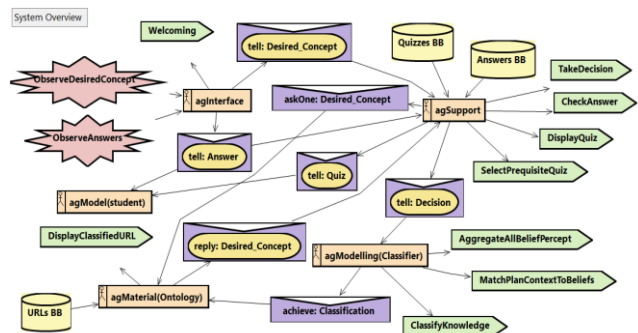 System Overview
Welcoming
tell: Desired_Concept
Quizzes BB
Answers BB
TakeDecision
ObserveDesiredConcept
agInterface
askOne: Desired_Concept
agSupport
CheckAnswer
ObserveAnswers
DisplayQuiz
tell: Answer
tell: Quiz
SelectPrequisiteQuiz
agModel(student)
tell: Decision
DisplayClassifiedURL
reply: Desired_Concept
AggregateAllBeliefPercept
agModelling(Classifier)
MatchPlanContextToBeliefs
agMaterial(Ontology)
URLs BB
achieve: Classification
ClassifyKnowledge